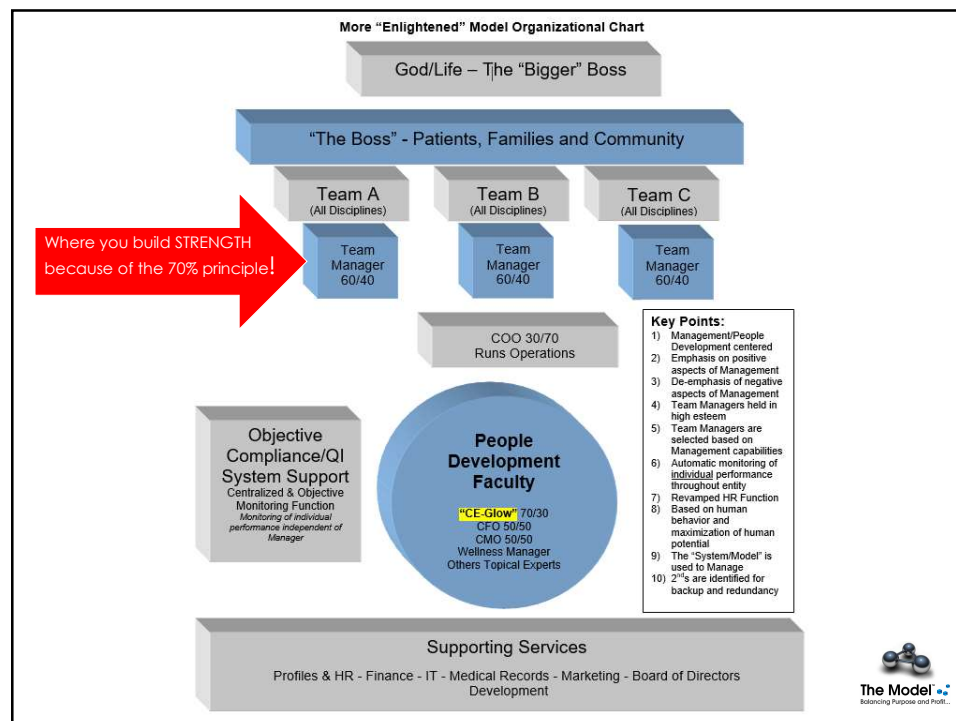 More “Enlightened” Model Organizational Chart
God/Life – The “Bigger” Boss
“The Boss” - Patients, Families and Community
Team A
(All Disciplines)
Team B
(All Disciplines)
Team C
(All Disciplines)
Where you build STRENGTH
because of the 70% principle!
Team
Manager
60/40
Team
Manager
60/40
Team
Manager
60/40
COO 30/70
Runs Operations
Key Points:
1) Management/People
Development centered
2) Emphasis on positive
aspects of Management
3) De-emphasis of negative
aspects of Management
4) Team Managers held in
high esteem
5) Team Managers are
selected based on
Management capabilities
6) Automatic monitoring of
individual performance
throughout entity
7) Revamped HR Function
8) Based on human
behavior and
maximization of human
potential
9) The “System/Model” is
used to Manage
10) 2nd's are identified for
backup and redundancy
Objective
Compliance/QI
System Support
Centralized & Objective
Monitoring Function
Monitoring of individual
performance independent of
Manager
People
Development
Faculty
“CE-Glow” 70/30
CFO 50/50
CMO 50/50
Wellness Manager
Others Topical Experts
Supporting Services
Profiles & HR - Finance - IT - Medical Records - Marketing - Board of Directors
Development
The Model™
Balancing Purpose and Profit...